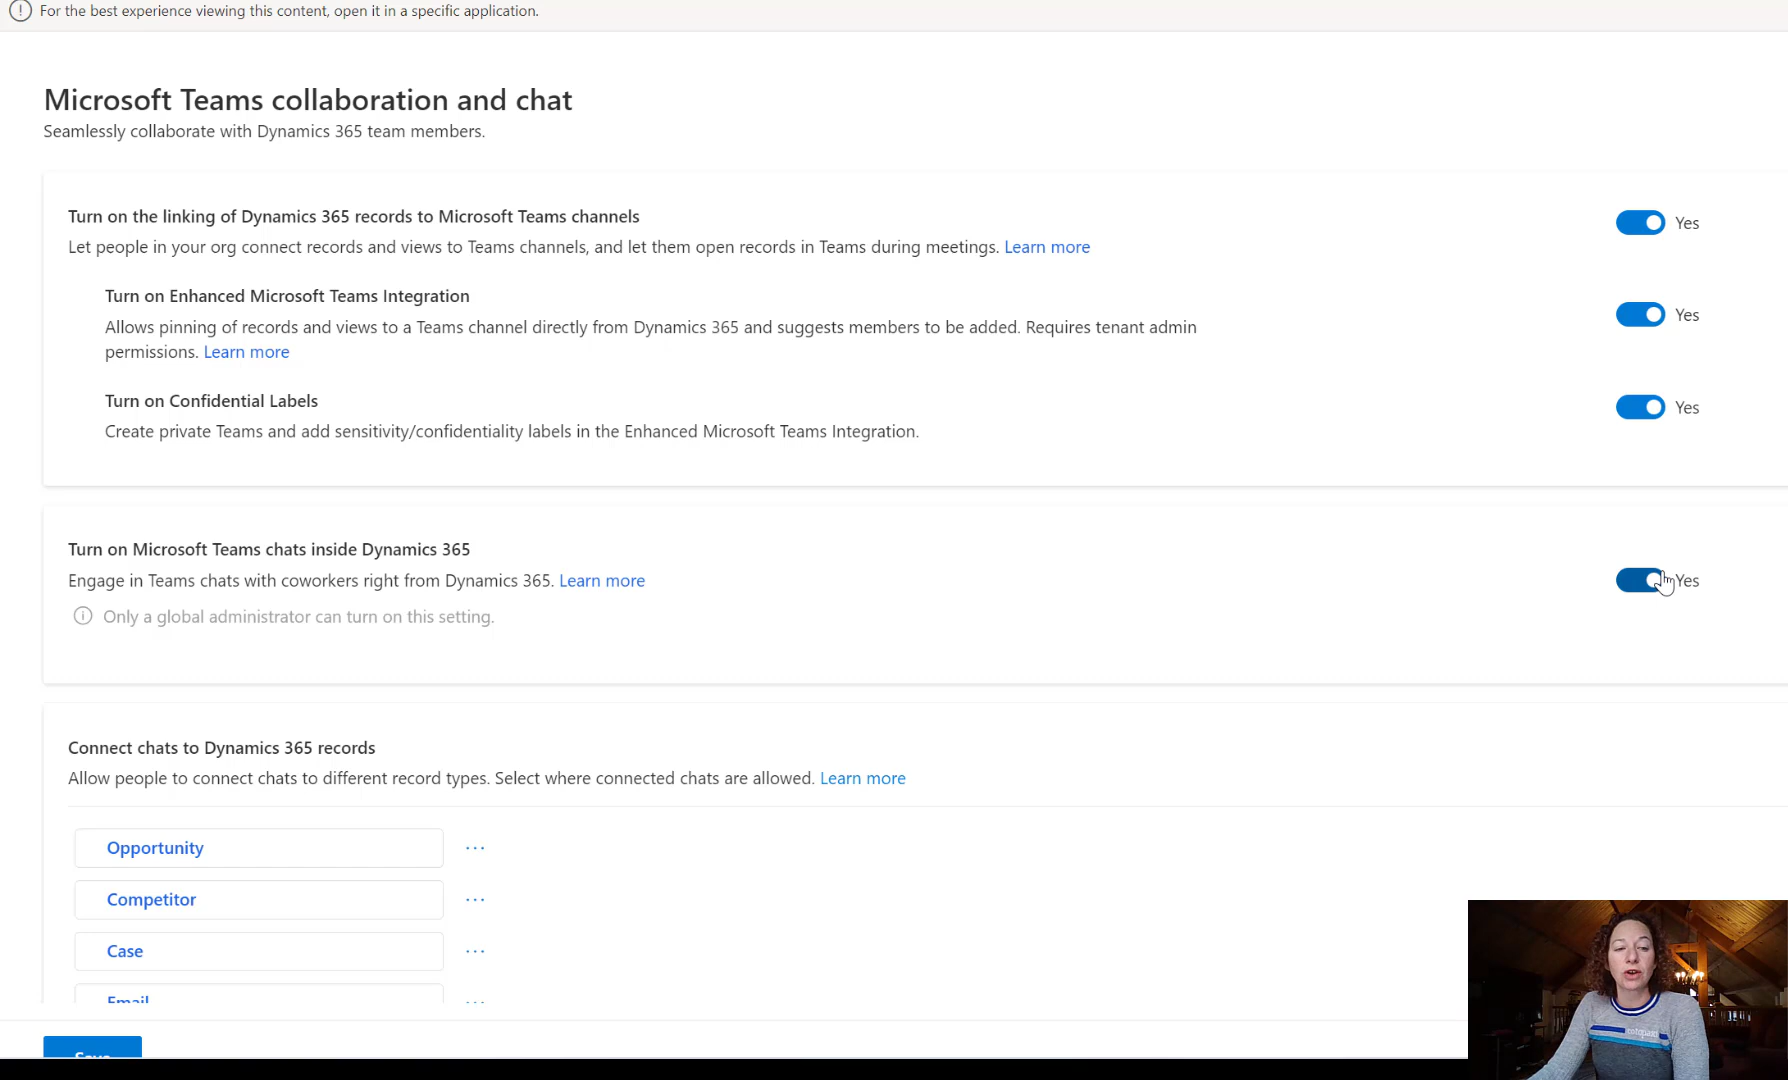 For the best experience viewing this content, open it in a specific application.
Microsoft Teams collaboration and chat
Seamlessly collaborate with Dynamics 365 team members.
Turn on the linking of Dynamics 365 records to Microsoft Teams channels
Yes
Let people in your org connect records and views to Teams channels, and let them open records in Teams during meetings. Learn more
Turn on Enhanced Microsoft Teams Integration
Yes
Allows pinning of records and views to a Teams channel directly from Dynamics 365 and suggests members to be added. Requires tenant admin
permissions. Learn more
Turn on Confidential Labels
Yes
Create private Teams and add sensitivity/confidentiality labels in the Enhanced Microsoft Teams Integration.
Turn on Microsoft Teams chats inside Dynamics 365
Engage in Teams chats with coworkers right from Dynamics 365. Learn more
Yes
Only a global administrator can turn on this setting.
Connect chats to Dynamics 365 records
Allow people to connect chats to different record types. Select where connected chats are allowed. Learn more
Opportunity ...
Competitor ...
Case ...
Email ...
Save